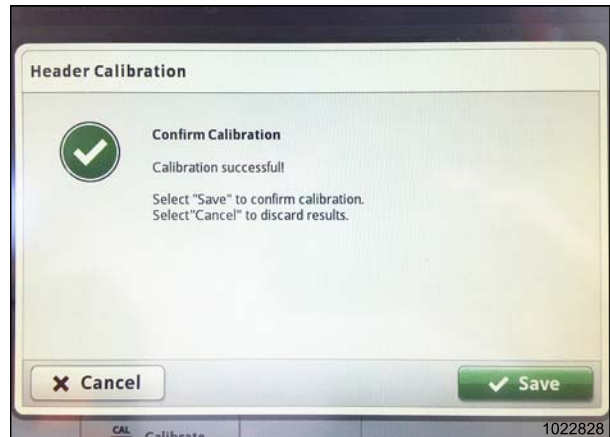 Header Calibration
Confirm Calibration
Calibration successful!
Select "Save" to confirm calibration.
Select"Cancel" to discard results.
Cancel
Save
CAL
Calibrate
1022828